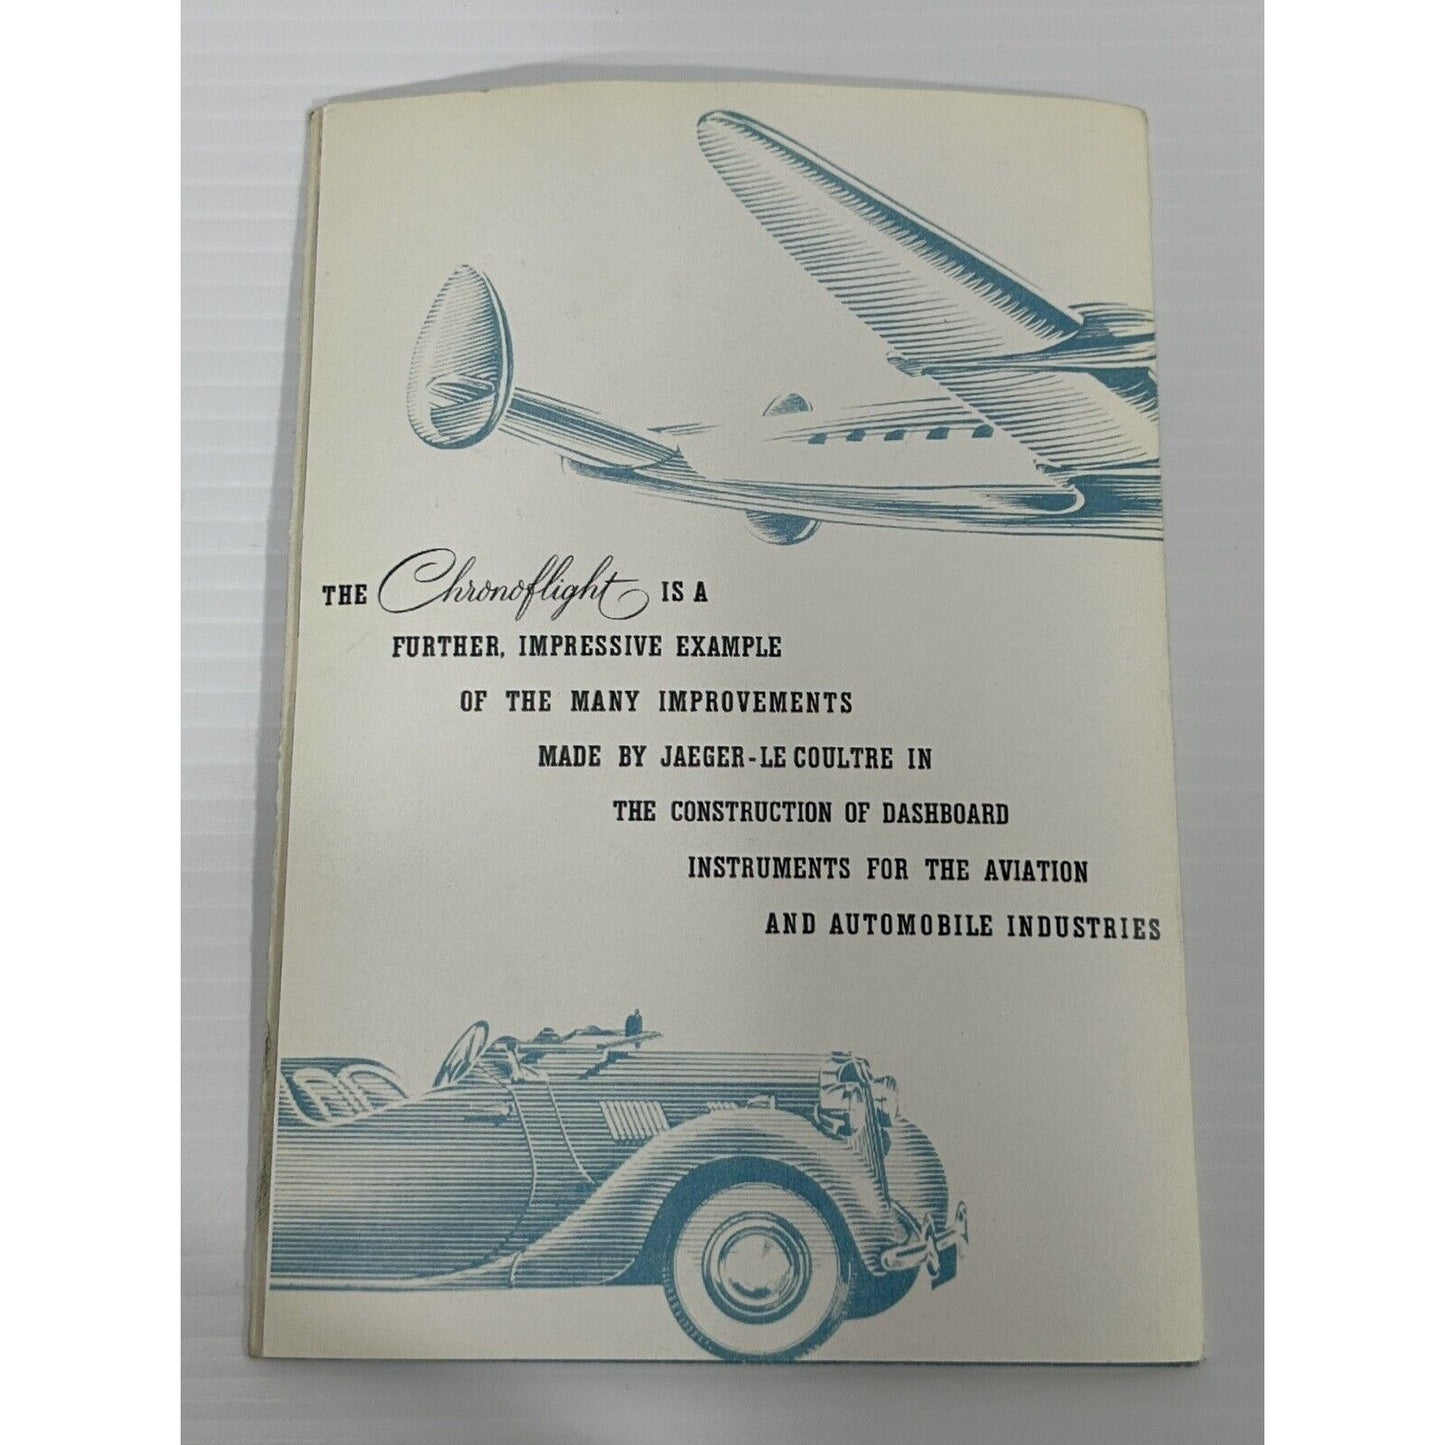 THE Chronoflight IS A
FURTHER, IMPRESSIVE EXAMPLE
OF THE MANY IMPROVEMENTS
MADE BY JAEGER-LE COULTRE IN
THE CONSTRUCTION OF DASHBOARD
INSTRUMENTS FOR THE AVIATION
AND AUTOMOBILE INDUSTRIES